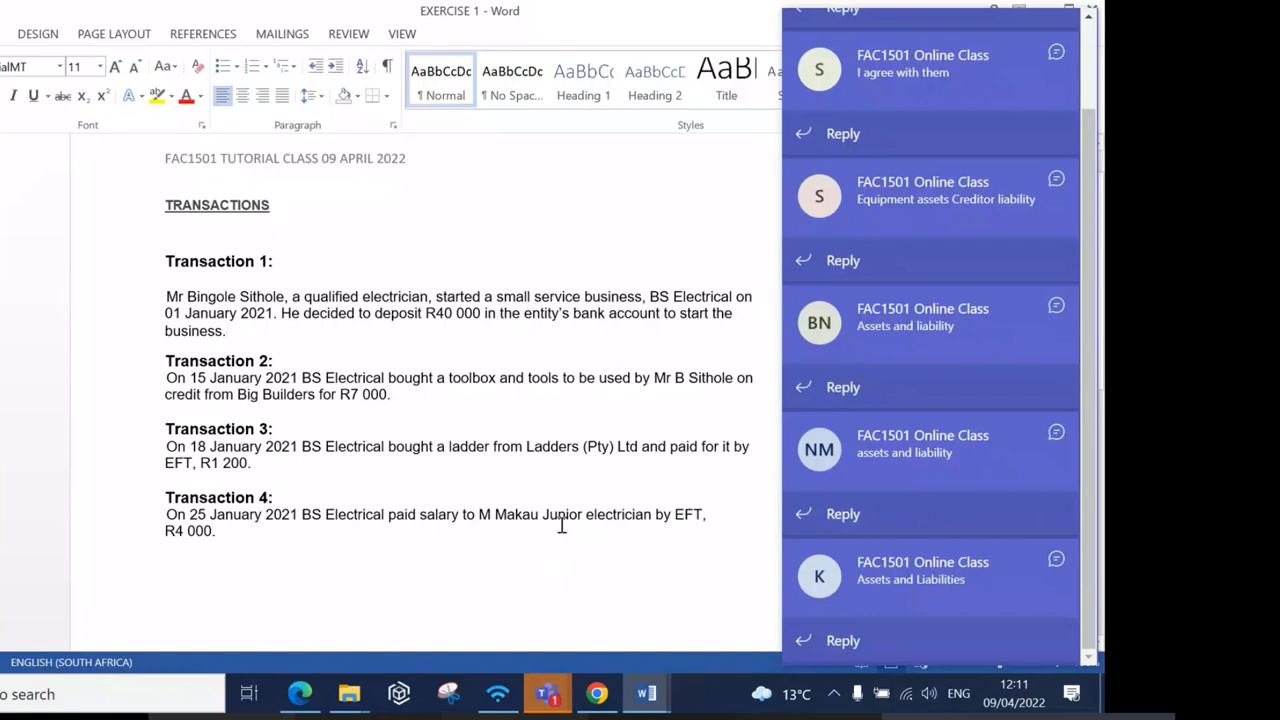 EXERCISE 1 - Word
DESIGN PAGE LAYOUT REFERENCES MAILINGS REVIEW VIEW
ialMT 11 Aa
AaBbCcDc AaBbCcDc AaBbCc AaBbCcDc AaBb
¶ Normal ¶ No Spac... Heading 1 Heading 2 Title
Font Paragraph Styles
FAC1501 TUTORIAL CLASS 09 APRIL 2022
TRANSACTIONS
Transaction 1:
Mr Bingole Sithole, a qualified electrician, started a small service business, BS Electrical on
01 January 2021. He decided to deposit R40 000 in the entity's bank account to start the
business.
Transaction 2:
On 15 January 2021 BS Electrical bought a toolbox and tools to be used by Mr B Sithole on
credit from Big Builders for R7 000.
Transaction 3:
On 18 January 2021 BS Electrical bought a ladder from Ladders (Pty) Ltd and paid for it by
EFT, R1 200.
Transaction 4:
On 25 January 2021 BS Electrical paid salary to M Makau Junior electrician by EFT,
R4 000.
Reply
S
FAC1501 Online Class
I agree with them
Reply
S
FAC1501 Online Class
Equipment assets Creditor liability
Reply
BN
FAC1501 Online Class
Assets and liability
Reply
NM
FAC1501 Online Class
assets and liability
Reply
K
FAC1501 Online Class
Assets and Liabilities
Reply
ENGLISH (SOUTH AFRICA)
o search
1
13°C
ENG
12:11
09/04/2022